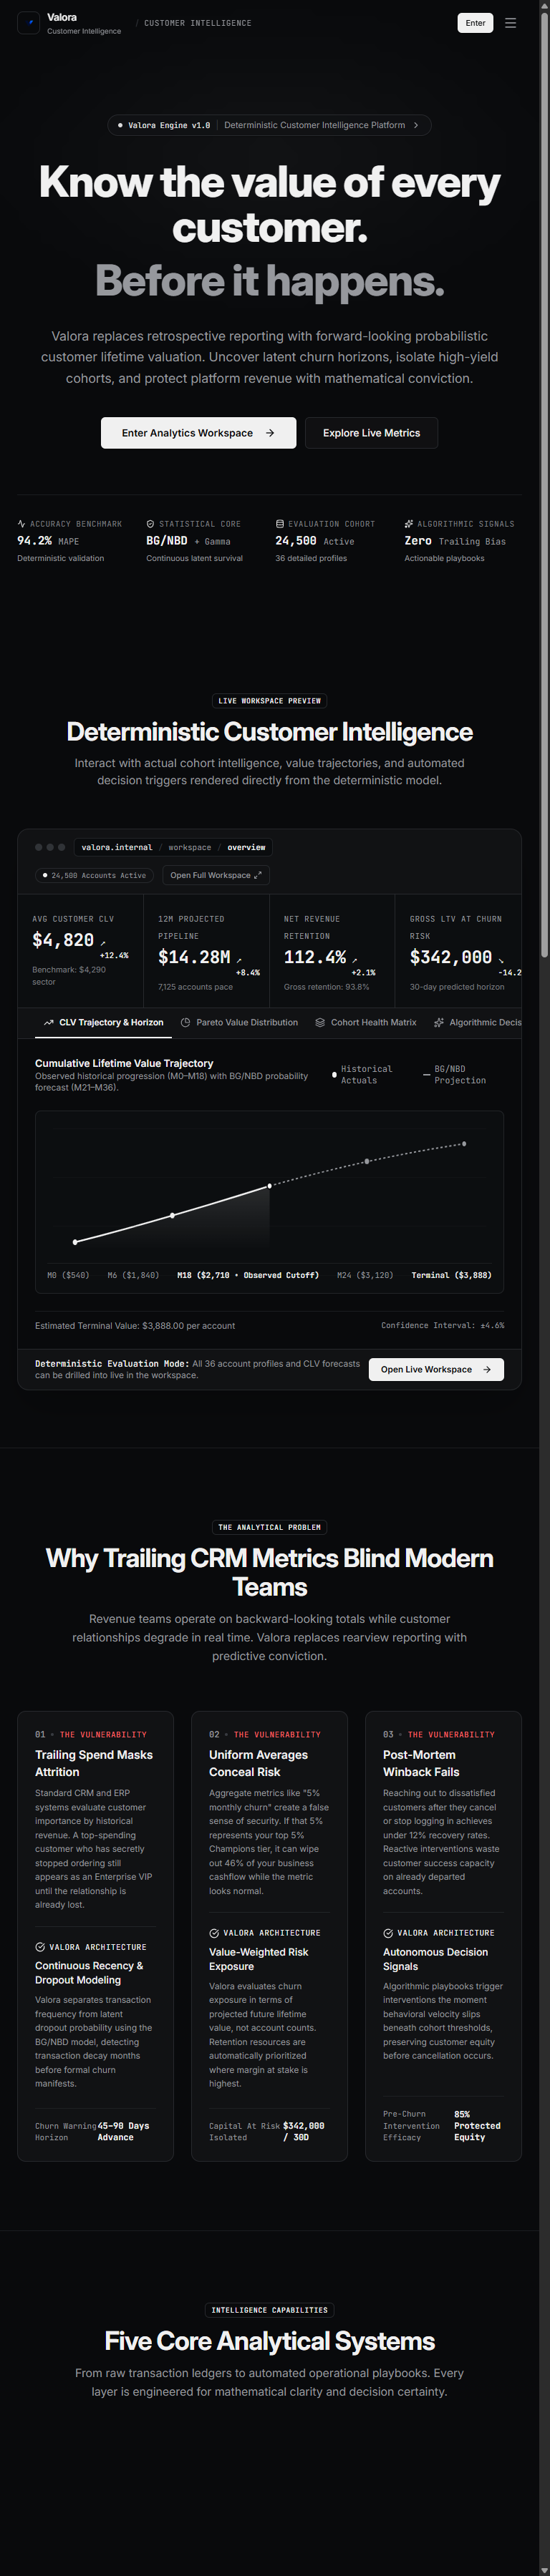 Valora
Customer Intelligence
/ CUSTOMER INTELLIGENCE
Enter
Valora Engine v1.0 | Deterministic Customer Intelligence Platform
Know the value of every
customer.
Before it happens.
Valora replaces retrospective reporting with forward-looking probabilistic
customer lifetime valuation. Uncover latent churn horizons, isolate high-yield
cohorts, and protect platform revenue with mathematical conviction.
Enter Analytics Workspace
Explore Live Metrics
ACCURACY BENCHMARK
94.2% MAPE
Deterministic validation
STATISTICAL CORE
BG/NBD + Gamma
Continuous latent survival
EVALUATION COHORT
24,500 Active
36 detailed profiles
ALGORITHMIC SIGNALS
Zero Trailing Bias
Actionable playbooks
LIVE WORKSPACE PREVIEW
Deterministic Customer Intelligence
Interact with actual cohort intelligence, value trajectories, and automated
decision triggers rendered directly from the deterministic model.
valora.internal / workspace / overview
24,500 Accounts Active
Open Full Workspace
AVG CUSTOMER CLV
$4,820 ↗
+12.4%
Benchmark: $4,290
sector
12M PROJECTED
PIPELINE
$14.28M ↗
+8.4%
7,125 accounts pace
NET REVENUE
RETENTION
112.4% ↗
+2.1%
Gross retention: 93.8%
GROSS LTV AT CHURN
RISK
$342,000 ↘
-14.2
30-day predicted horizon
CLV Trajectory & Horizon
Pareto Value Distribution
Cohort Health Matrix
Algorithmic Decis
Cumulative Lifetime Value Trajectory
Observed historical progression (M0–M18) with BG/NBD probability
forecast (M21–M36).
Historical
Actuals
BG/NBD
Projection
M0 ($540)
M6 ($1,840)
M18 ($2,710 • Observed Cutoff)
M24 ($3,120)
Terminal ($3,888)
Estimated Terminal Value: $3,888.00 per account
Confidence Interval: ±4.6%
Deterministic Evaluation Mode: All 36 account profiles and CLV forecasts
can be drilled into live in the workspace.
Open Live Workspace
THE ANALYTICAL PROBLEM
Why Trailing CRM Metrics Blind Modern
Teams
Revenue teams operate on backward-looking totals while customer
relationships degrade in real time. Valora replaces rearview reporting with
predictive conviction.
01 • THE VULNERABILITY
Trailing Spend Masks
Attrition
Standard CRM and ERP
systems evaluate customer
importance by historical
revenue. A top-spending
customer who has secretly
stopped ordering still
appears as an Enterprise VIP
until the relationship is
already lost.
VALORA ARCHITECTURE
Continuous Recency &
Dropout Modeling
Valora separates transaction
frequency from latent
dropout probability using the
BG/NBD model, detecting
transaction decay months
before formal churn
manifests.
Churn Warning
Horizon
45–90 Days
Advance
02 • THE VULNERABILITY
Uniform Averages
Conceal Risk
Aggregate metrics like "5%
monthly churn" create a false
sense of security. If that 5%
represents your top 5%
Champions tier, it can wipe
out 46% of your business
cashflow while the metric
looks normal.
VALORA ARCHITECTURE
Value-Weighted Risk
Exposure
Valora evaluates churn
exposure in terms of
projected future lifetime
value, not account counts.
Retention resources are
automatically prioritized
where margin at stake is
highest.
Capital At Risk
Isolated
$342,000
/ 30D
03 • THE VULNERABILITY
Post-Mortem
Winback Fails
Reaching out to dissatisfied
customers after they cancel
or stop logging in achieves
under 12% recovery rates.
Reactive interventions waste
customer success capacity
on already departed
accounts.
VALORA ARCHITECTURE
Autonomous Decision
Signals
Algorithmic playbooks trigger
interventions the moment
behavioral velocity slips
beneath cohort thresholds,
preserving customer equity
before cancellation occurs.
Pre-Churn
Intervention
Efficacy
85%
Protected
Equity
INTELLIGENCE CAPABILITIES
Five Core Analytical Systems
From raw transaction ledgers to automated operational playbooks. Every
layer is engineered for mathematical clarity and decision certainty.